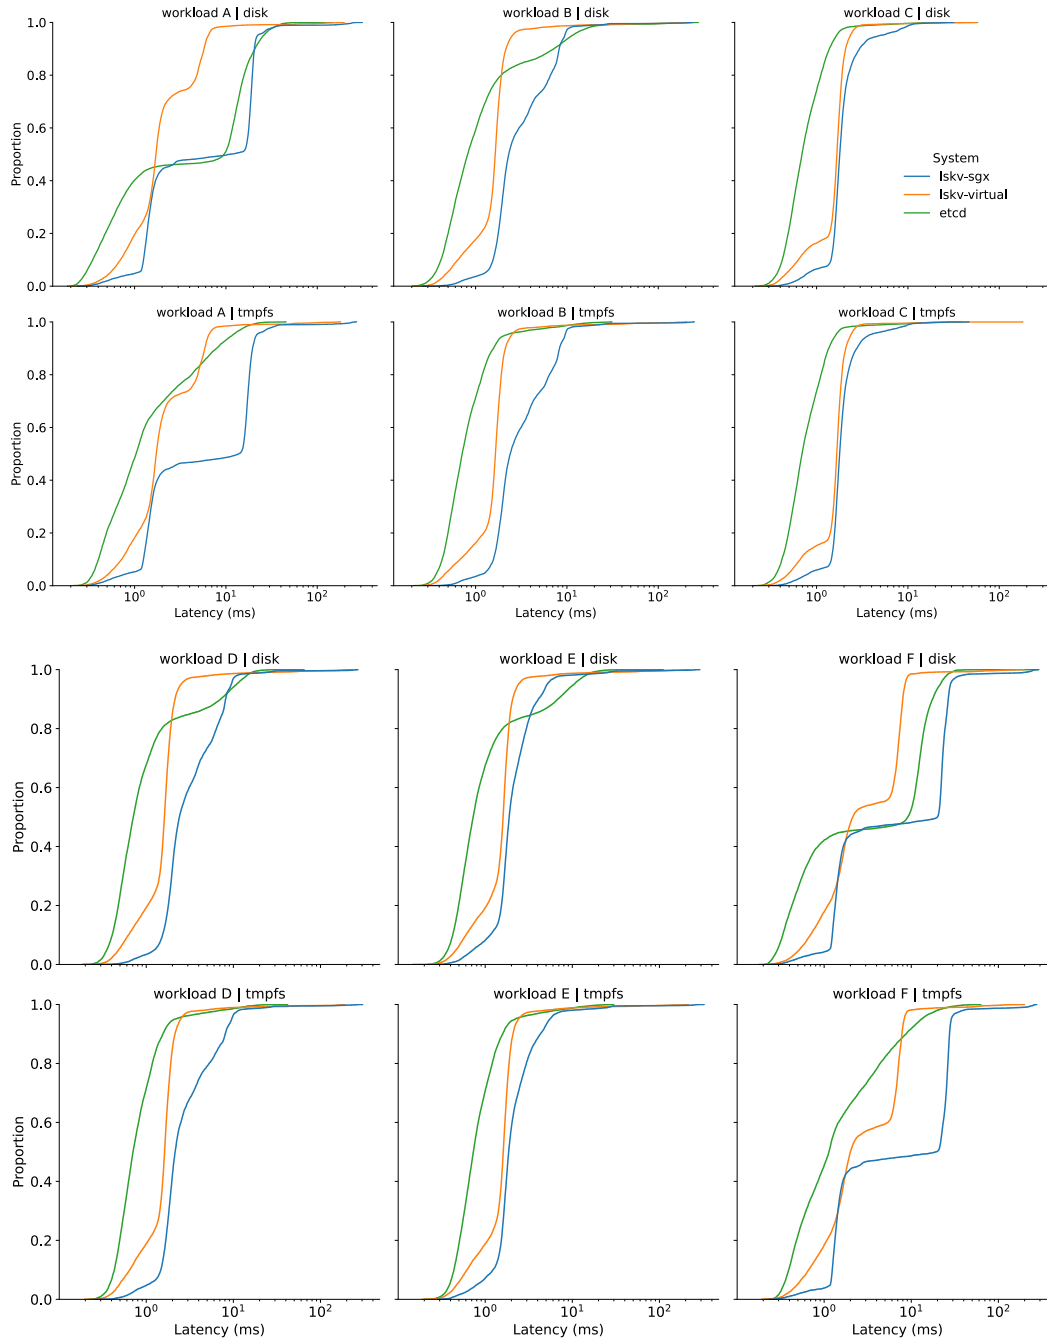 workload A | disk
workload B | disk
workload C | disk
Proportion
1.0
0.8
0.6
0.4
0.2
0.0
System
lskv-sgx
lskv-virtual
etcd
workload A | tmpfs
workload B | tmpfs
workload C | tmpfs
Proportion
1.0
0.8
0.6
0.4
0.2
0.0
10⁰ 10¹ 10²
10⁰ 10¹ 10²
10⁰ 10¹ 10²
Latency (ms)
Latency (ms)
Latency (ms)
workload D | disk
workload E | disk
workload F | disk
Proportion
1.0
0.8
0.6
0.4
0.2
0.0
workload D | tmpfs
workload E | tmpfs
workload F | tmpfs
Proportion
1.0
0.8
0.6
0.4
0.2
0.0
10⁰ 10¹ 10²
10⁰ 10¹ 10²
10⁰ 10¹ 10²
Latency (ms)
Latency (ms)
Latency (ms)